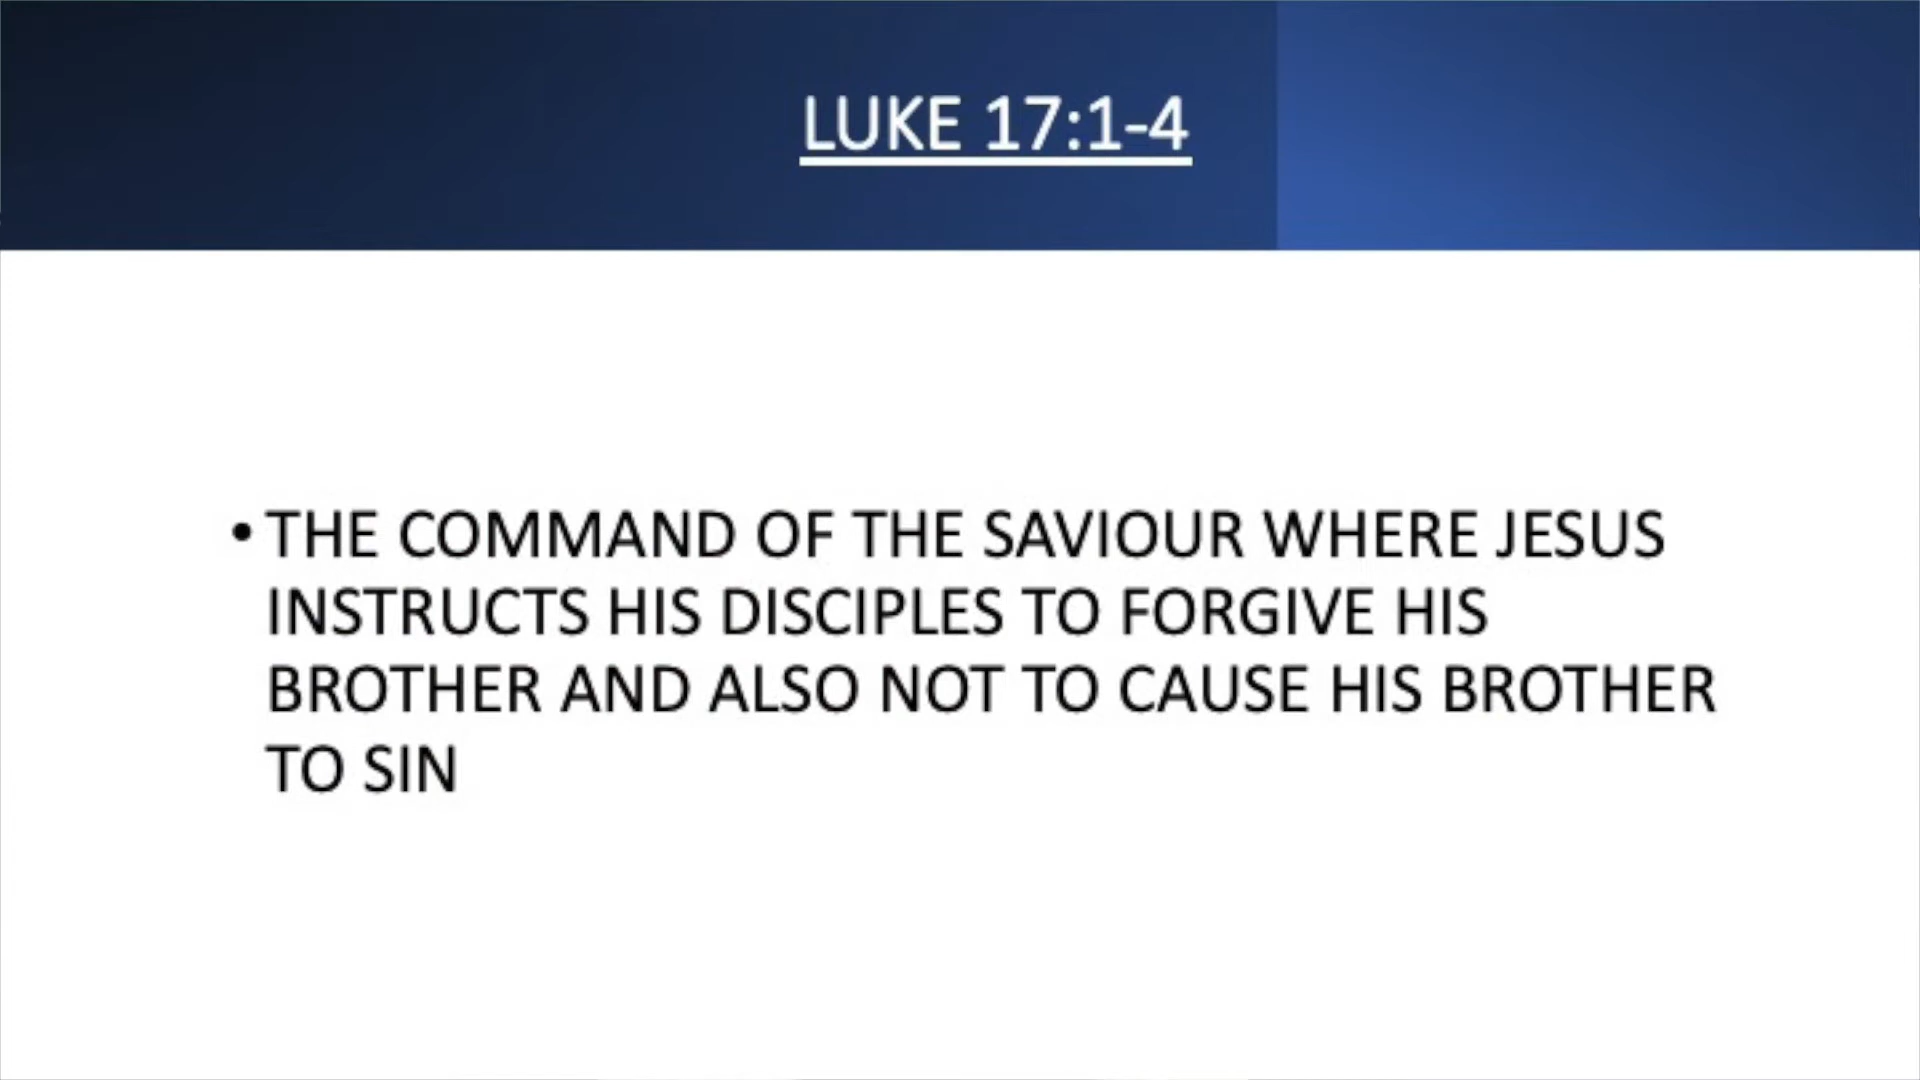 LUKE 17:1-4
• THE COMMAND OF THE SAVIOUR WHERE JESUS
INSTRUCTS HIS DISCIPLES TO FORGIVE HIS
BROTHER AND ALSO NOT TO CAUSE HIS BROTHER
TO SIN